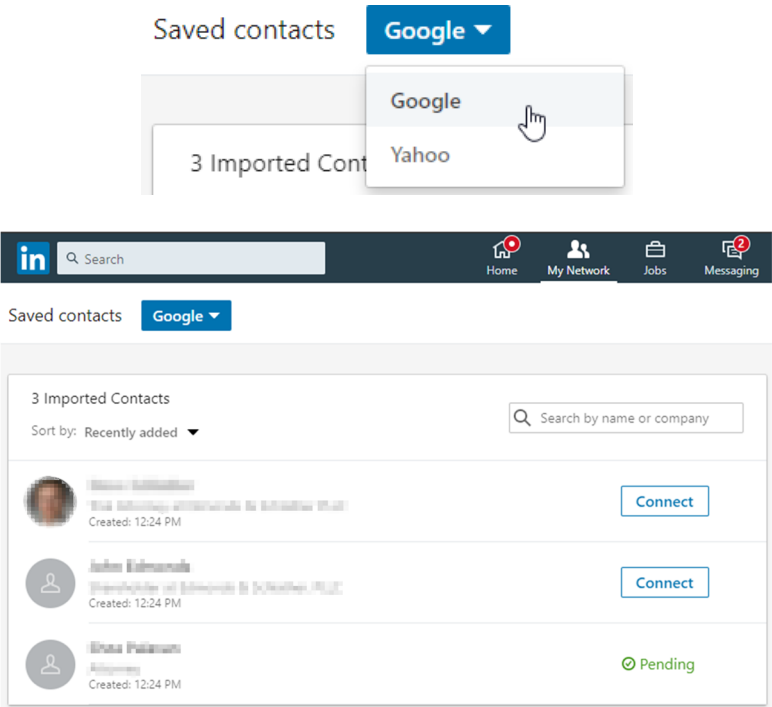 Saved contacts Google
Google
3 Imported Cont
Yahoo
in Search Home My Network Jobs 2 Messaging
Saved contacts Google
3 Imported Contacts
Sort by: Recently added Search by name or company
Created: 12:24 PM
Connect
Created: 12:24 PM
Connect
Created: 12:24 PM
Pending